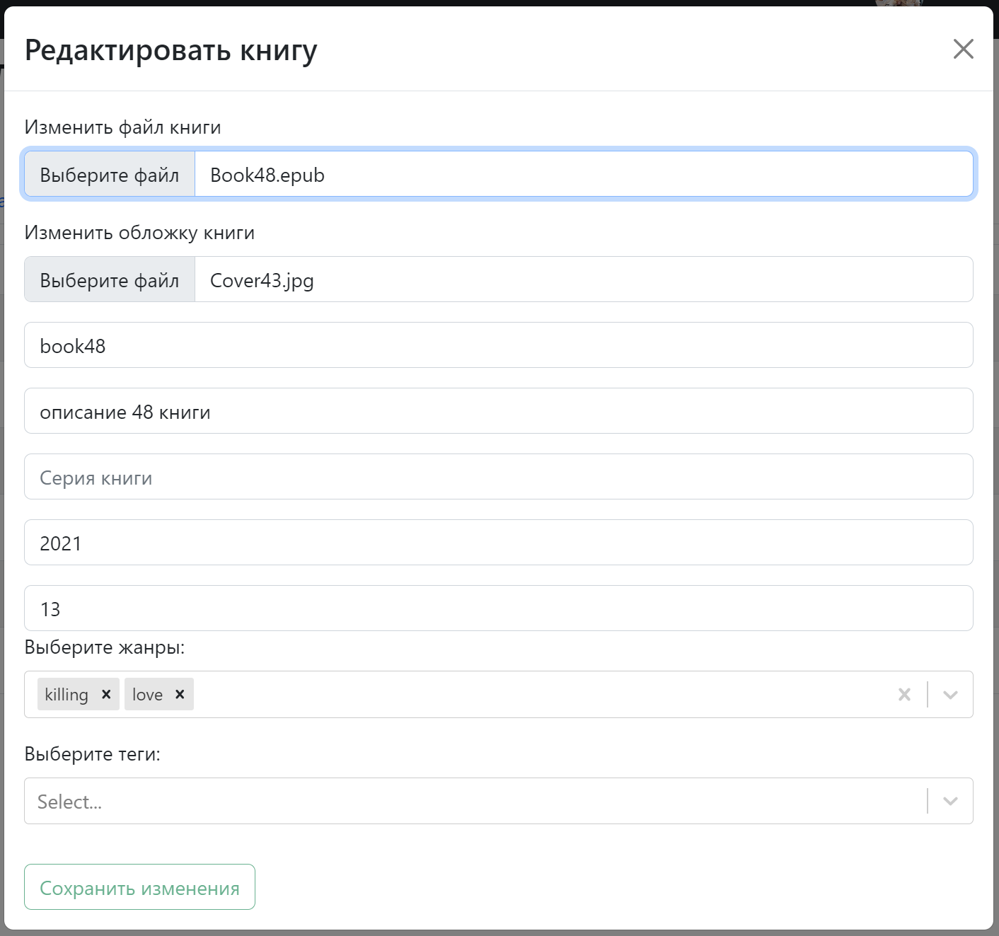 Редактировать книгу
Изменить файл книги
Выберите файл Book48.epub
Изменить обложку книги
Выберите файл Cover43.jpg
book48
описание 48 книги
Серия книги
2021
13
Выберите жанры:
killing love
Выберите теги:
Select...
Сохранить изменения